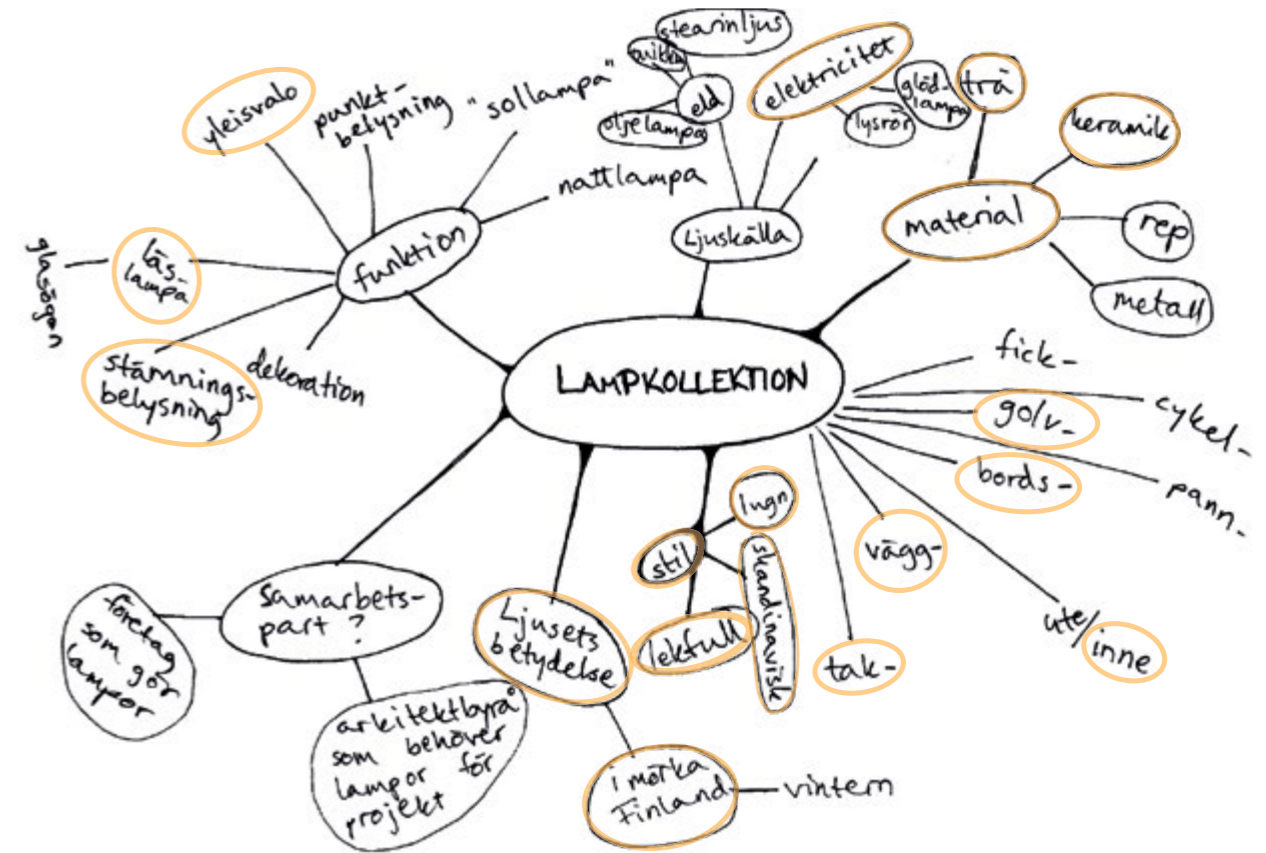 stearinljus
eld
oljelampa
elektricitet
glöd-
lampa
lysrör
Ljuskälla
trä
keramik
material
rep
metall
yleisvalo
punkt-
belysning
"sollampa"
nattlampa
funktion
läs-
lampa
glasögon
stämnings-
belysning
dekoration
LAMPKOLLEKTION
fick-
cykel-
golv-
bords-
pann-
vägg-
tak-
ute/
inne
lugn
stil
skandinavisk
lekfull
Ljusets
betydelse
i mörka
Finland
vintern
Samarbets-
part?
företag
som gör
lampor
arkitektbyrå
som behöver
lampor för
projekt